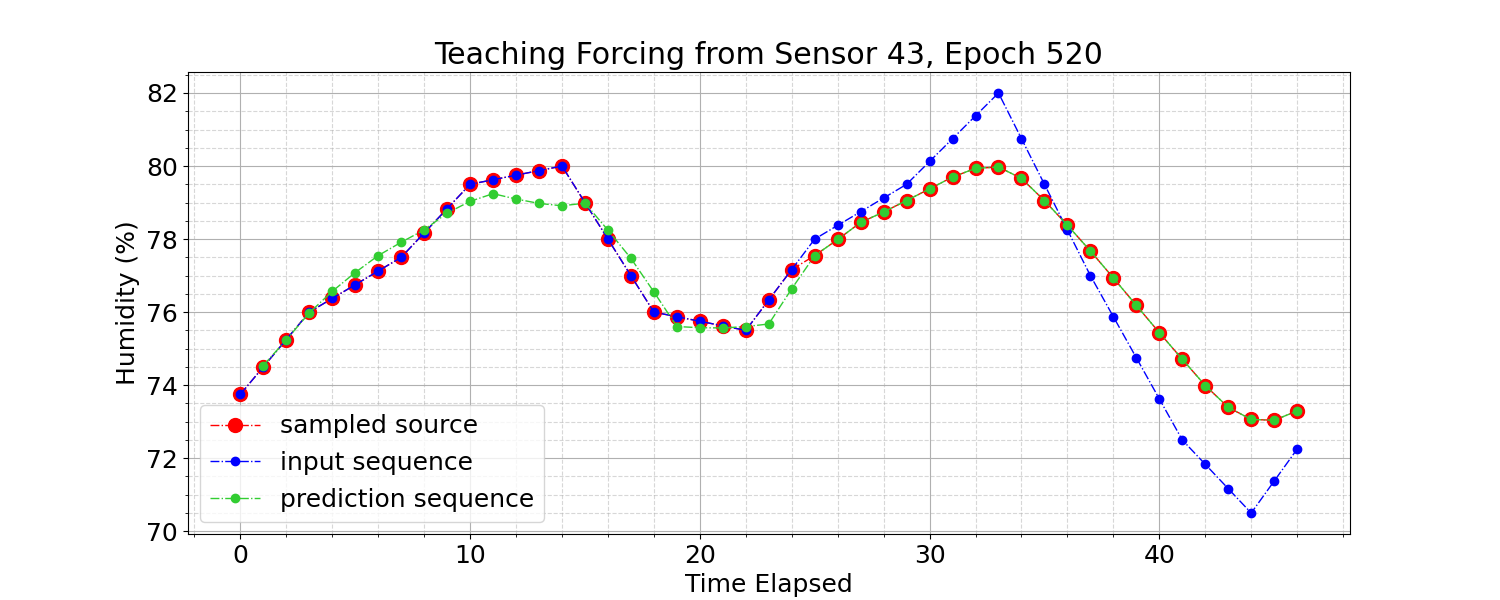 Teaching Forcing from Sensor 43, Epoch 520
Humidity (%)
82
80
78
76
74
72
70
sampled source
input sequence
prediction sequence
0 10 20 30 40
Time Elapsed